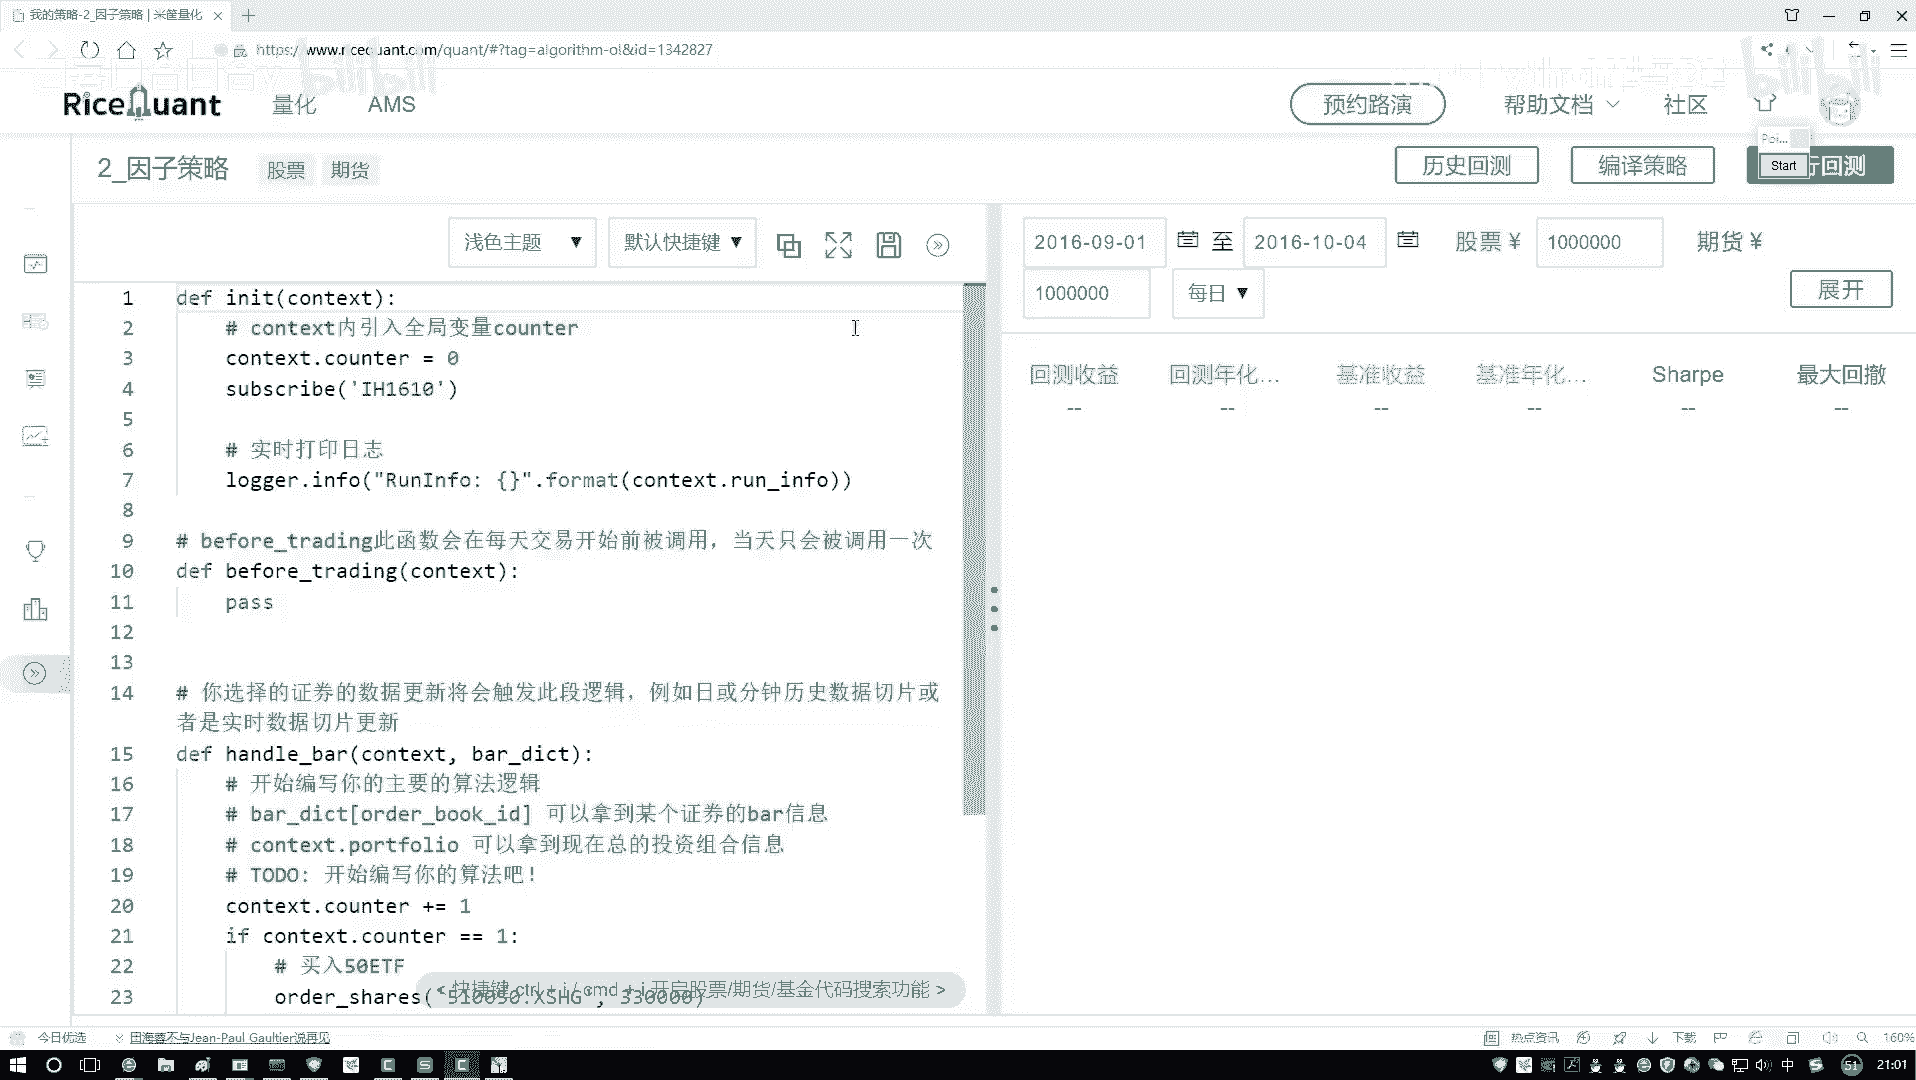 我的策略-2_因子策略 | 米筐量化
https://www.ricequant.com/quant/#?tag=algorithm-ol&id=1342827
RiceQuant 量化 AMS 预约路演 帮助文档 社区
bilibili
Poi...
Start
2_因子策略 股票 期货 历史回测 编译策略 行回测
浅色主题 ▼ 默认快捷键 ▼
2016-09-01 至 2016-10-04 股票 ¥ 1000000 期货 ¥
1000000 每日 ▼ 展开
回测收益 回测年化... 基准收益 基准年化... Sharpe 最大回撤
-- -- -- -- -- --
1 def init(context):
2 # context内引入全局变量counter
3 context.counter = 0
4 subscribe('IH1610')
5
6 # 实时打印日志
7 logger.info("RunInfo: {}".format(context.run_info))
8
9 # before_trading此函数会在每天交易开始前被调用，当天只会被调用一次
10 def before_trading(context):
11 pass
12
13
14 # 你选择的证券的数据更新将会触发此段逻辑，例如日或分钟历史数据切片或
者是实时数据切片更新
15 def handle_bar(context, bar_dict):
16 # 开始编写你的主要的算法逻辑
17 # bar_dict[order_book_id] 可以拿到某个证券的bar信息
18 # context.portfolio 可以拿到现在总的投资组合信息
19 # TODO: 开始编写你的算法吧!
20 context.counter += 1
21 if context.counter == 1:
22 # 买入50ETF
23 order_shares('510050.XSHG', 330000)
< 快捷键 ctrl + i / cmd + i 开启股票/期货/基金代码搜索功能 >
今日优选 田海蓉不与Jean-Paul Gaultier说再见 热点资讯 下载 160%
中 51 21:01